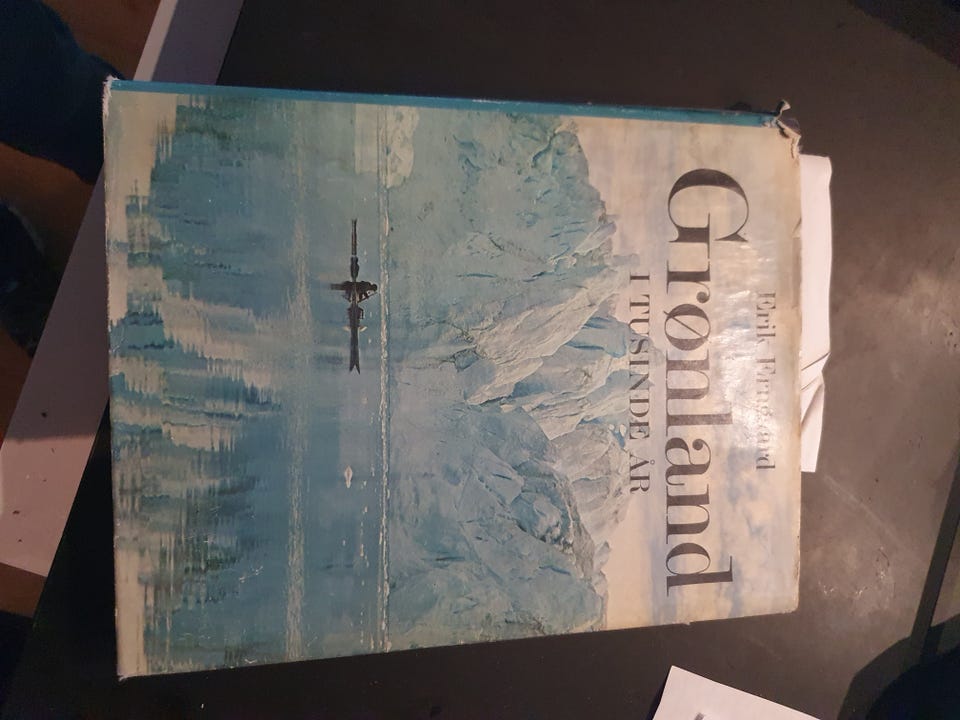 Erik Erngaard
Grønland
I TUSINDE ÅR